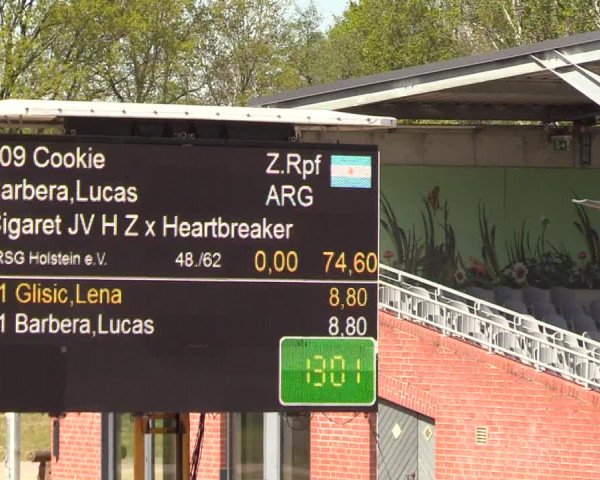 09 Cookie Z.Rpf
arbera,Lucas ARG
igaret JV H Z x Heartbreaker
RSG Holstein e.V. 48./62 0,00 74,60
1 Glisic,Lena 8,80
1 Barbera,Lucas 8,80
1301